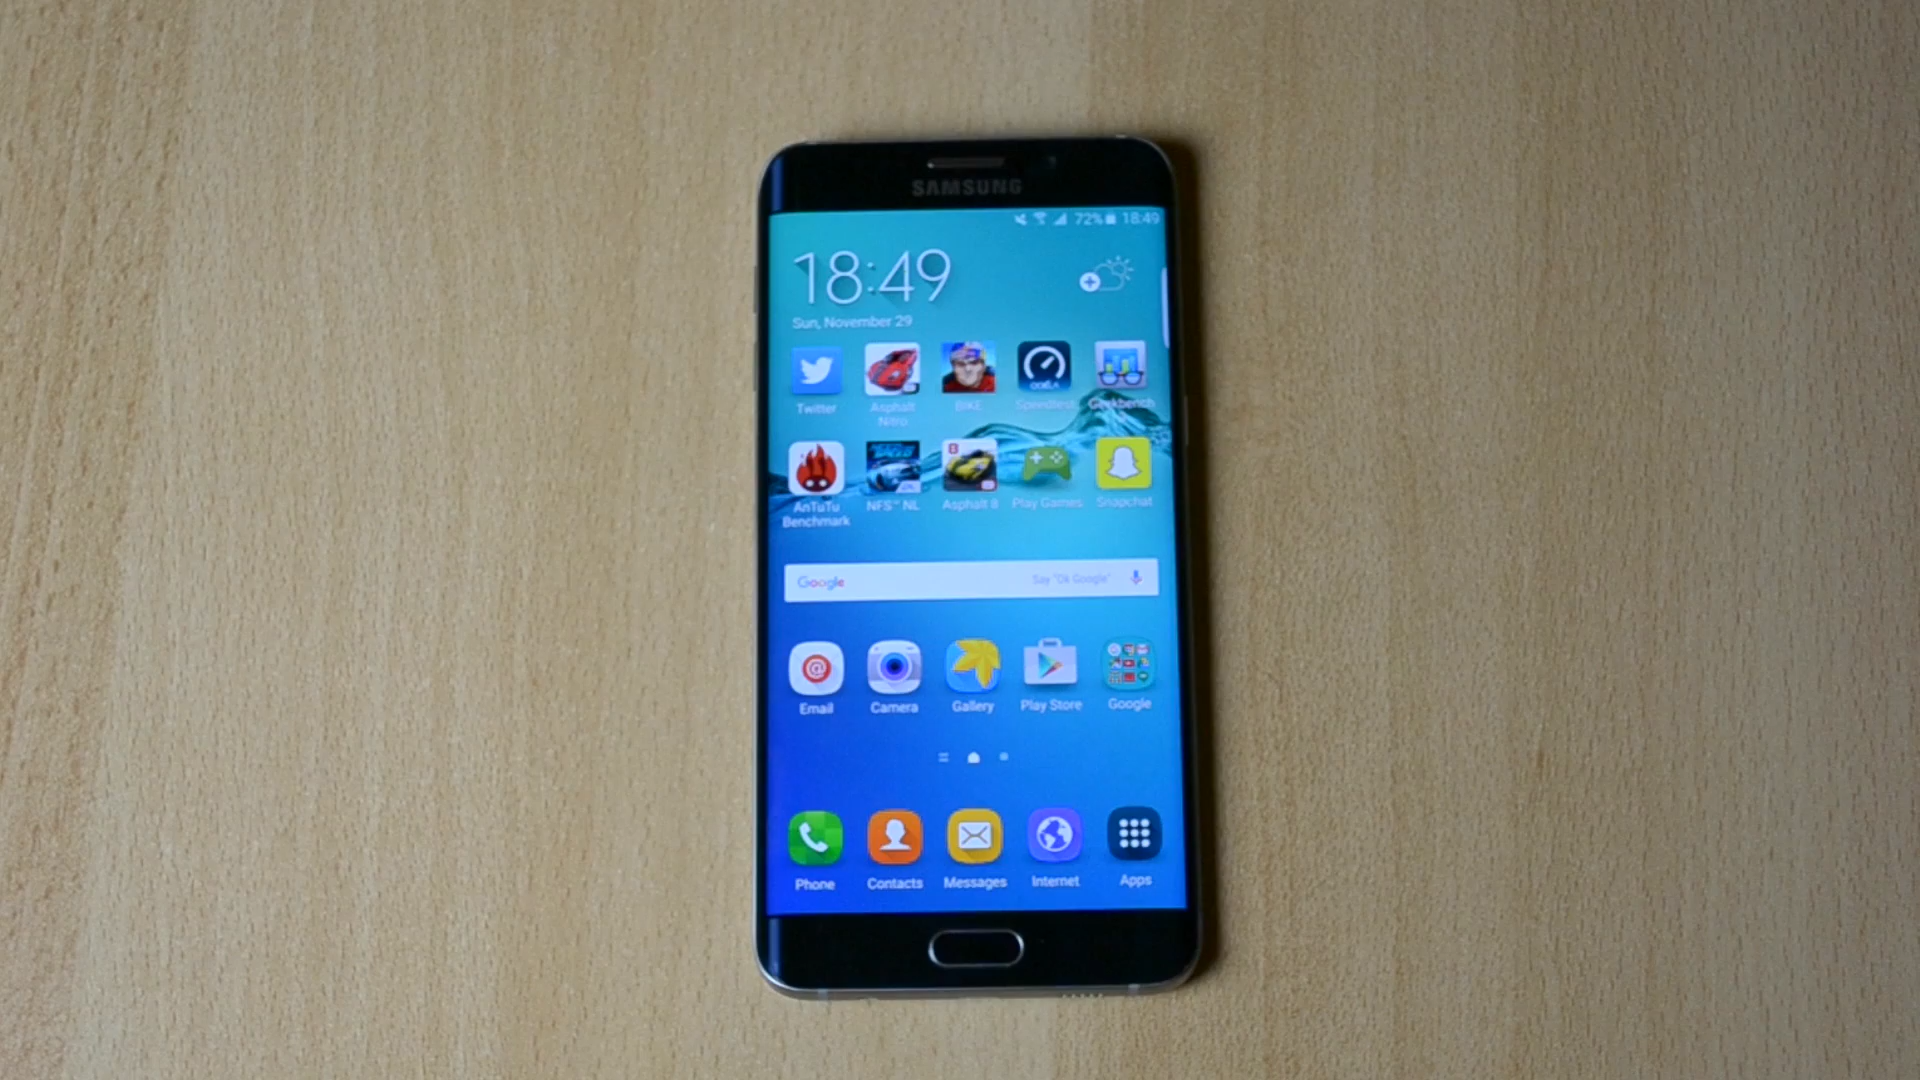 SAMSUNG
72% 18:49
18:49
Sun, November 29
Twitter
Asphalt
Nitro
BIKE
Speedtest
Geekbench
OOKLA
8
AnTuTu
Benchmark
NFS™ NL
Asphalt 8
Play Games
Snapchat
Google
Say "Ok Google"
Email
Camera
Gallery
Play Store
Google
Phone
Contacts
Messages
Internet
Apps